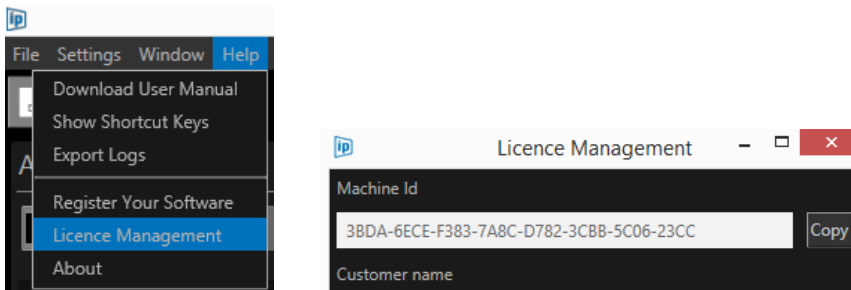 ip
File Settings Window Help
Download User Manual
Show Shortcut Keys
Export Logs
Register Your Software
Licence Management
About
ip
Licence Management
Machine Id
3BDA-6ECE-F383-7A8C-D782-3CBB-5C06-23CC
Copy
Customer name